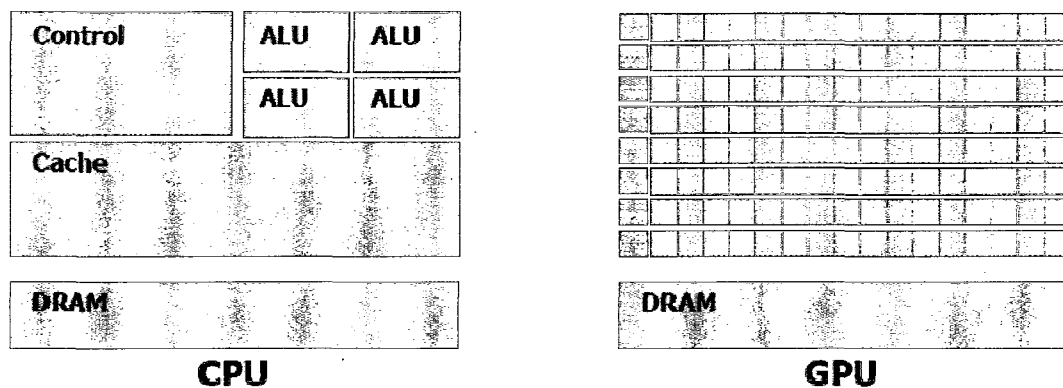 Control
ALU
ALU
ALU
ALU
Cache
DRAM
CPU
DRAM
GPU